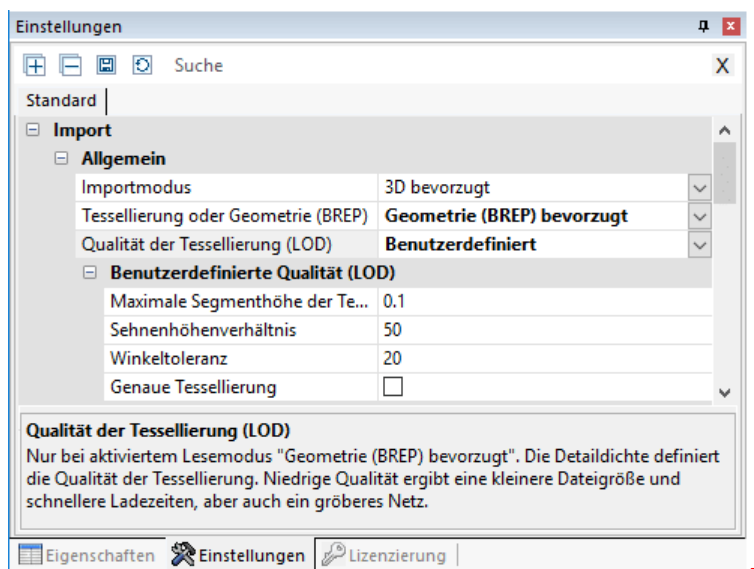 Einstellungen
Suche X
Standard
Import
Allgemein
Importmodus 3D bevorzugt
Tessellierung oder Geometrie (BREP) Geometrie (BREP) bevorzugt
Qualität der Tessellierung (LOD) Benutzerdefiniert
Benutzerdefinierte Qualität (LOD)
Maximale Segmenthöhe der Te... 0.1
Sehnenhöhenverhältnis 50
Winkeltoleranz 20
Genaue Tessellierung
Qualität der Tessellierung (LOD)
Nur bei aktiviertem Lesemodus "Geometrie (BREP) bevorzugt". Die Detaildichte definiert
die Qualität der Tessellierung. Niedrige Qualität ergibt eine kleinere Dateigröße und
schnellere Ladezeiten, aber auch ein gröberes Netz.
Eigenschaften Einstellungen Lizenzierung